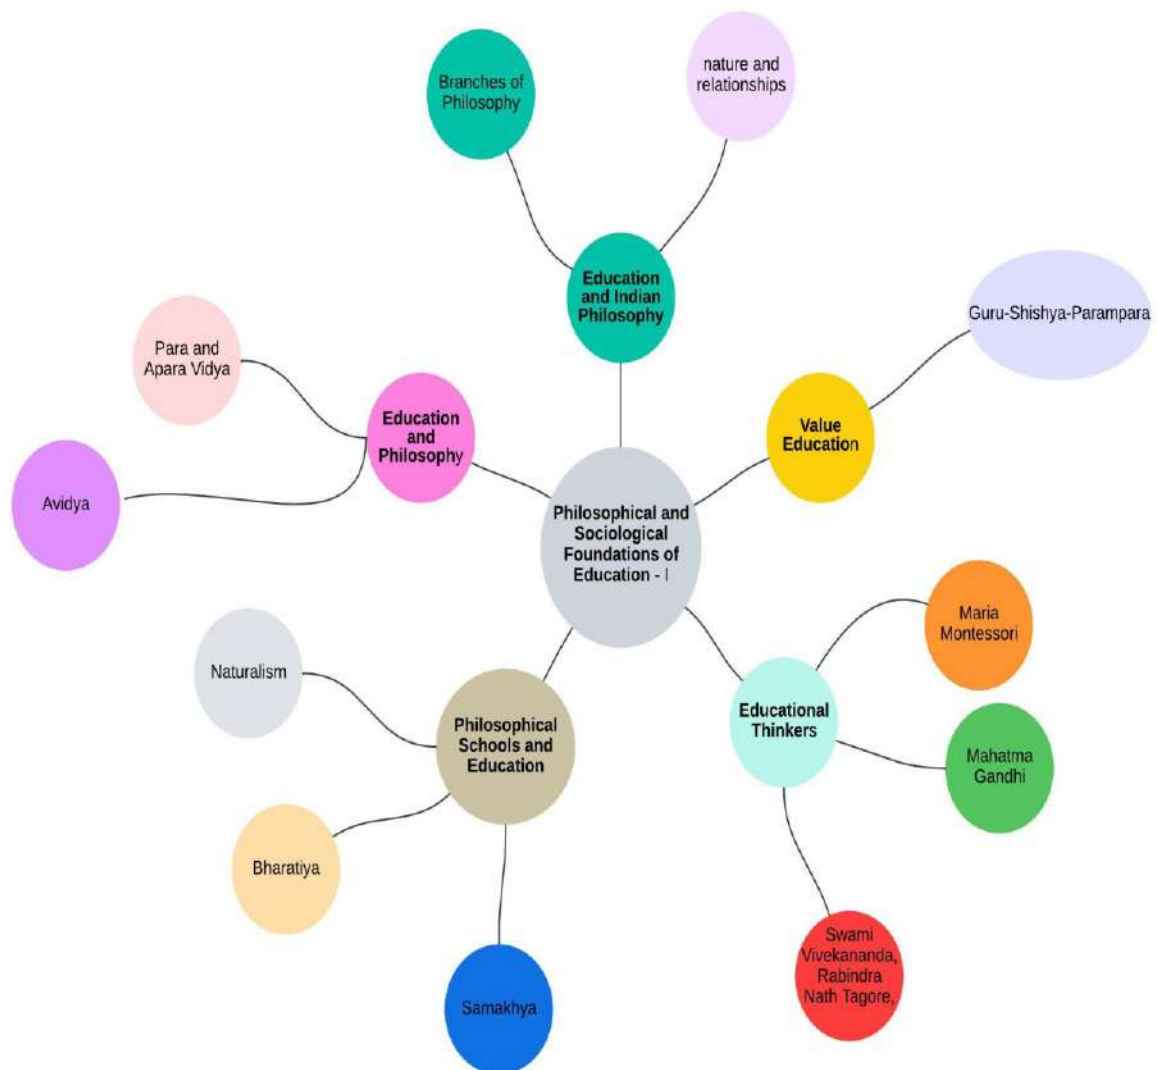 Branches of
Philosophy
nature and
relationships
Education
and Indian
Philosophy
Guru-Shishya-Parampara
Para and
Apara Vidya
Education
and
Philosophy
Value
Education
Avidya
Philosophical and
Sociological
Foundations of
Education - I
Maria
Montessori
Naturalism
Philosophical
Schools and
Education
Educational
Thinkers
Mahatma
Gandhi
Bharatiya
Samakhya
Swami
Vivekananda,
Rabindra
Nath Tagore,